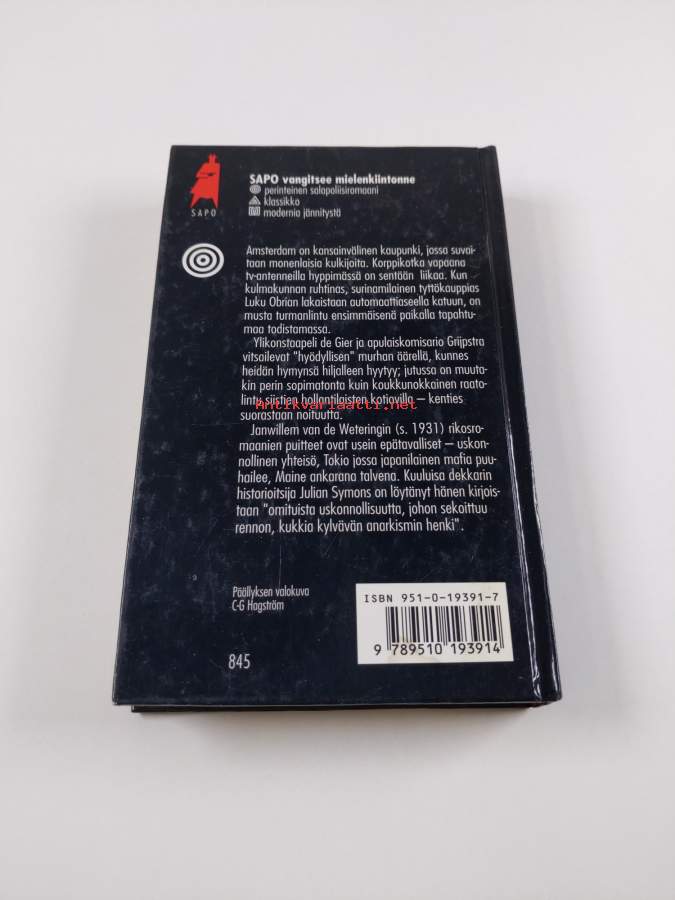 SAPO
SAPO vangitsee mielenkiintonne
perinteinen salapoliisiromaani
klassikko
modernia jännitystä
Amsterdam on kansainvälinen kaupunki, jossa suvai-
taan monenlaisia kulkijoita. Korppikotka vapaana
tv-antenneilla hyppimässä on sentään liikaa. Kun
kulmakunnan ruhtinas, surinamilainen tyttökauppias
Luku Obrian lakaistaan automaattiaseella katuun, on
musta turmanlintu ensimmäisenä paikalla tapahtu-
maa todistamassa.
Ylikonstaapeli de Gier ja apulaiskomisario Grijpstra
vitsailevat "hyödyllisen" murhan äärellä, kunnes
heidän hymynsä hiljalleen hyytyy; jutussa on muuta-
kin perin sopimatonta kuin koukkunokkainen raato-
lintu siistien hollantilaisten kotiovilla – kenties
Antikvariaatti.net
suorastaan noituutta.
Janwillem van de Weteringin (s. 1931) rikosro-
maanien puitteet ovat usein epätavalliset – uskon-
nollinen yhteisö, Tokio jossa japanilainen mafia puu-
hailee, Maine ankarana talvena. Kuuluisa dekkarin
historioitsija Julian Symons on löytänyt hänen kirjois-
taan "omituista uskonnollisuutta, johon sekoittuu
rennon, kukkia kylvävän anarkismin henki".
Päällyksen valokuva
C-G Hagström
ISBN 951-0-19391-7
9 789510 193914
845